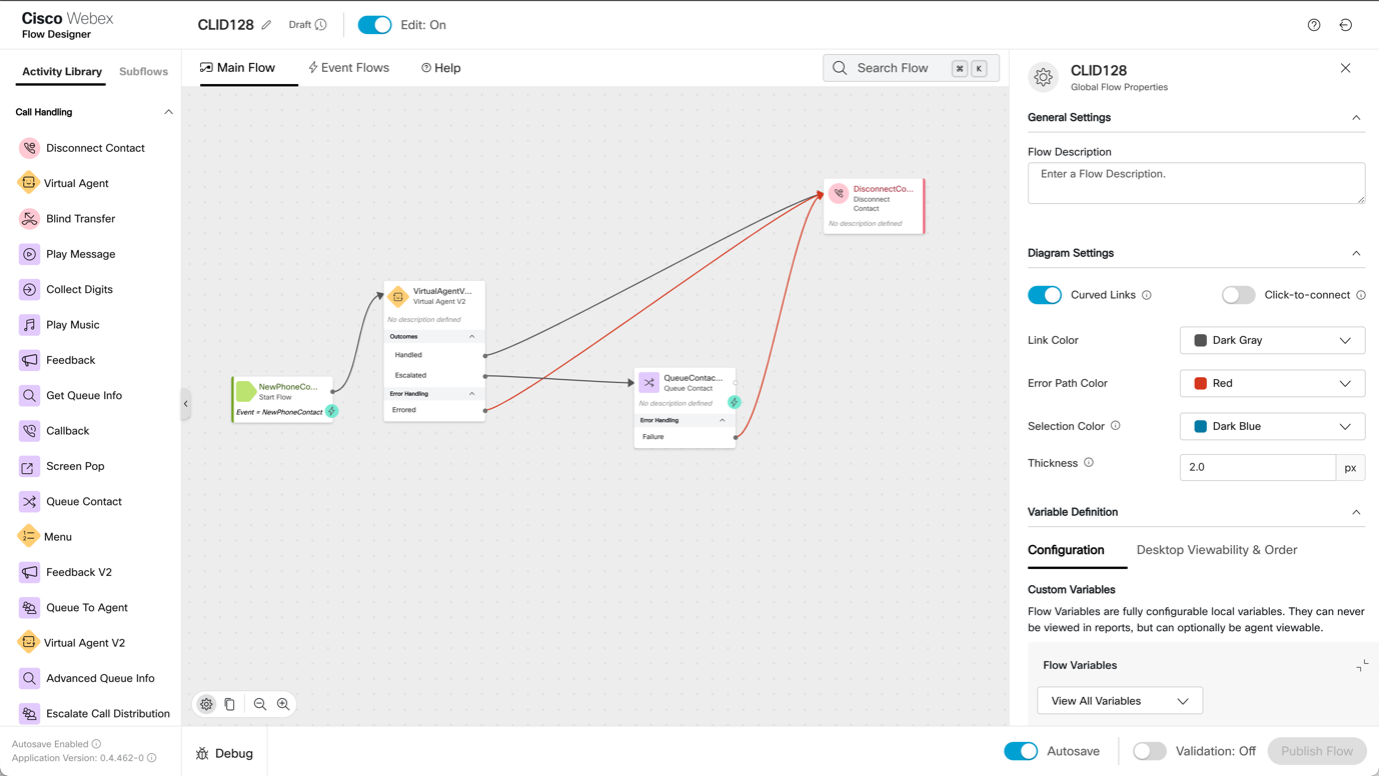 Cisco Webex
Flow Designer
CLID128
Draft
Edit: On
Activity Library
Subflows
Main Flow
Event Flows
Help
Search Flow
⌘
K
Call Handling
Disconnect Contact
Virtual Agent
Blind Transfer
Play Message
Collect Digits
Play Music
Feedback
Get Queue Info
Callback
Screen Pop
Queue Contact
Menu
Feedback V2
Queue To Agent
Virtual Agent V2
Advanced Queue Info
Escalate Call Distribution
Autosave Enabled
Application Version: 0.4.462-0
NewPhoneCo...
Start Flow
Event = NewPhoneContact
VirtualAgentV...
Virtual Agent V2
No description defined
Outcomes
Handled
Escalated
Error Handling
Errored
QueueContac...
Queue Contact
No description defined
Error Handling
Failure
DisconnectCo...
Disconnect
Contact
No description defined
Debug
CLID128
Global Flow Properties
General Settings
Flow Description
Enter a Flow Description.
Diagram Settings
Curved Links
Click-to-connect
Link Color
Dark Gray
Error Path Color
Red
Selection Color
Dark Blue
Thickness
2.0
px
Variable Definition
Configuration
Desktop Viewability & Order
Custom Variables
Flow Variables are fully configurable local variables. They can never
be viewed in reports, but can optionally be agent viewable.
Flow Variables
View All Variables
Autosave
Validation: Off
Publish Flow